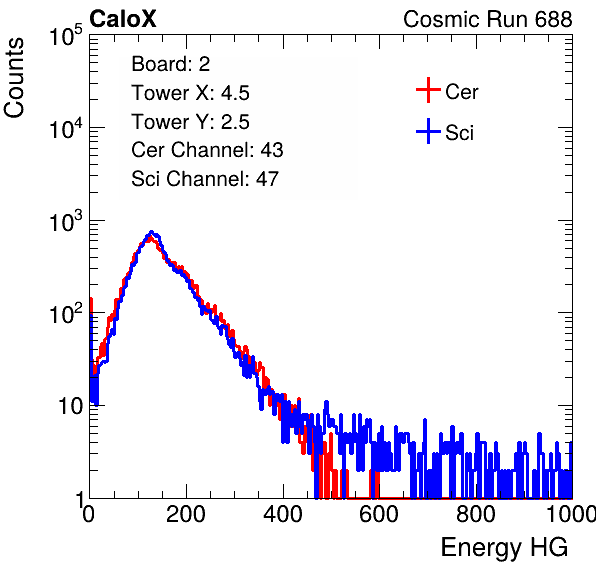 CaloX
Cosmic Run 688
Counts
10^5
10^4
10^3
10^2
10
1
Board: 2
Tower X: 4.5
Tower Y: 2.5
Cer Channel: 43
Sci Channel: 47
Cer
Sci
0 200 400 600 800 1000
Energy HG